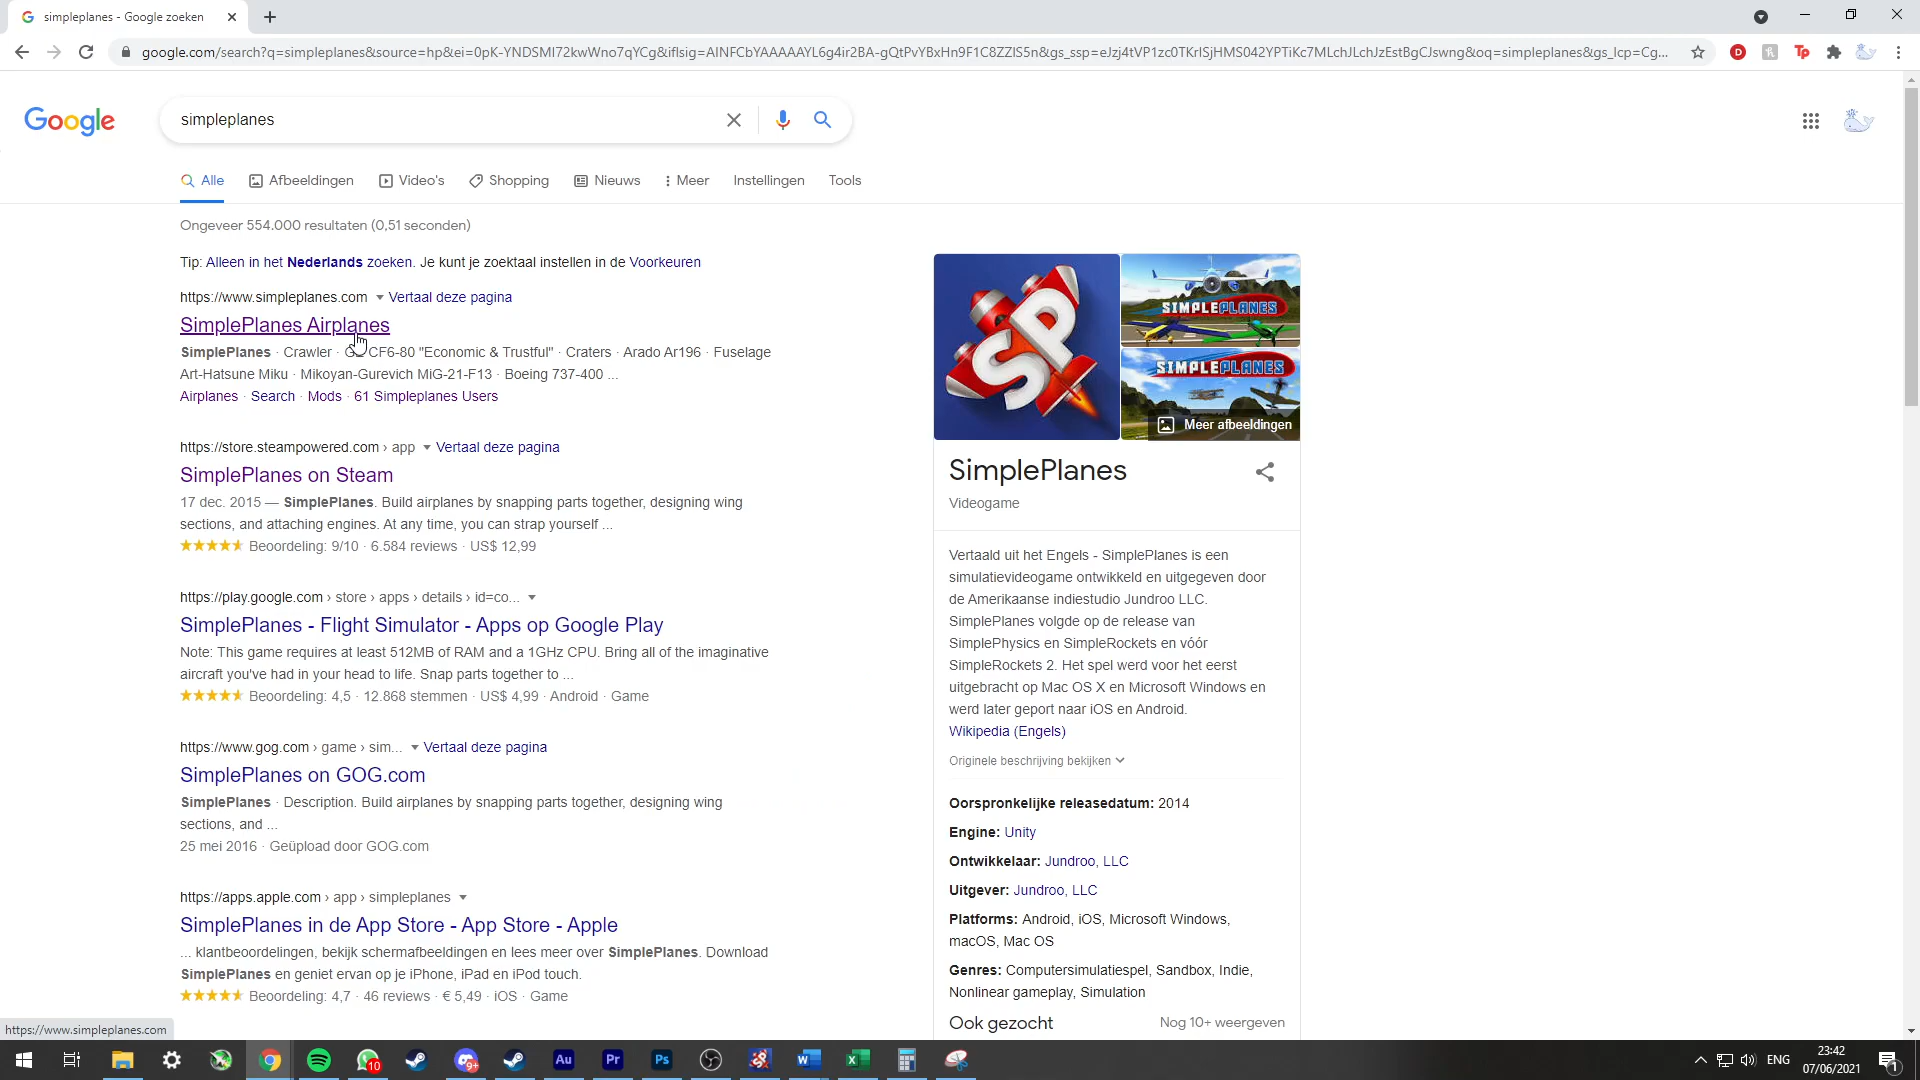 simpleplanes - Google zoeken
google.com/search?q=simpleplanes&source=hp&ei=0pK-YNDSMI72kwWno7qYCg&iflsig=AINFCbYAAAAAYL6g4ir2BA-gQtPvYBxHn9F1C8ZZlS5n&gs_ssp=eJzj4tVP1zc0TKrISjHMS042YPTiKc7MLchJLchJzEstBgCJswng&oq=simpleplanes&gs_lcp=Cg...
Google
simpleplanes
Alle
Afbeeldingen
Video's
Shopping
Nieuws
Meer
Instellingen
Tools
Ongeveer 554.000 resultaten (0,51 seconden)
Tip: Alleen in het Nederlands zoeken. Je kunt je zoektaal instellen in de Voorkeuren
https://www.simpleplanes.com Vertaal deze pagina
SimplePlanes Airplanes
SimplePlanes · Crawler · CF6-80 "Economic & Trustful" · Craters · Arado Ar196 · Fuselage
Art-Hatsune Miku · Mikoyan-Gurevich MiG-21-F13 · Boeing 737-400 ...
Airplanes · Search · Mods · 61 Simpleplanes Users
https://store.steampowered.com › app Vertaal deze pagina
SimplePlanes on Steam
17 dec. 2015 — SimplePlanes. Build airplanes by snapping parts together, designing wing
sections, and attaching engines. At any time, you can strap yourself ...
Beoordeling: 9/10 · 6.584 reviews · US$ 12,99
https://play.google.com › store › apps › details › id=co...
SimplePlanes - Flight Simulator - Apps op Google Play
Note: This game requires at least 512MB of RAM and a 1GHz CPU. Bring all of the imaginative
aircraft you've had in your head to life. Snap parts together to ...
Beoordeling: 4,5 · 12.868 stemmen · US$ 4,99 · Android · Game
https://www.gog.com › game › sim... Vertaal deze pagina
SimplePlanes on GOG.com
SimplePlanes · Description. Build airplanes by snapping parts together, designing wing
sections, and ...
25 mei 2016 · Geüpload door GOG.com
https://apps.apple.com › app › simpleplanes
SimplePlanes in de App Store - App Store - Apple
... klantbeoordelingen, bekijk schermafbeeldingen en lees meer over SimplePlanes. Download
SimplePlanes en geniet ervan op je iPhone, iPad en iPod touch.
Beoordeling: 4,7 · 46 reviews · € 5,49 · iOS · Game
SP
SIMPLEPLANES
SIMPLEPLANES
Meer afbeeldingen
SimplePlanes
Videogame
Vertaald uit het Engels - SimplePlanes is een
simulatievideogame ontwikkeld en uitgegeven door
de Amerikaanse indiestudio Jundroo LLC.
SimplePlanes volgde op de release van
SimplePhysics en SimpleRockets en vóór
SimpleRockets 2. Het spel werd voor het eerst
uitgebracht op Mac OS X en Microsoft Windows en
werd later geport naar iOS en Android.
Wikipedia (Engels)
Originele beschrijving bekijken
Oorspronkelijke releasedatum: 2014
Engine: Unity
Ontwikkelaar: Jundroo, LLC
Uitgever: Jundroo, LLC
Platforms: Android, iOS, Microsoft Windows,
macOS, Mac OS
Genres: Computersimulatiespel, Sandbox, Indie,
Nonlinear gameplay, Simulation
Ook gezocht
Nog 10+ weergeven
https://www.simpleplanes.com
10
9+
Au
Pr
Ps
ENG
23:42
07/06/2021
1